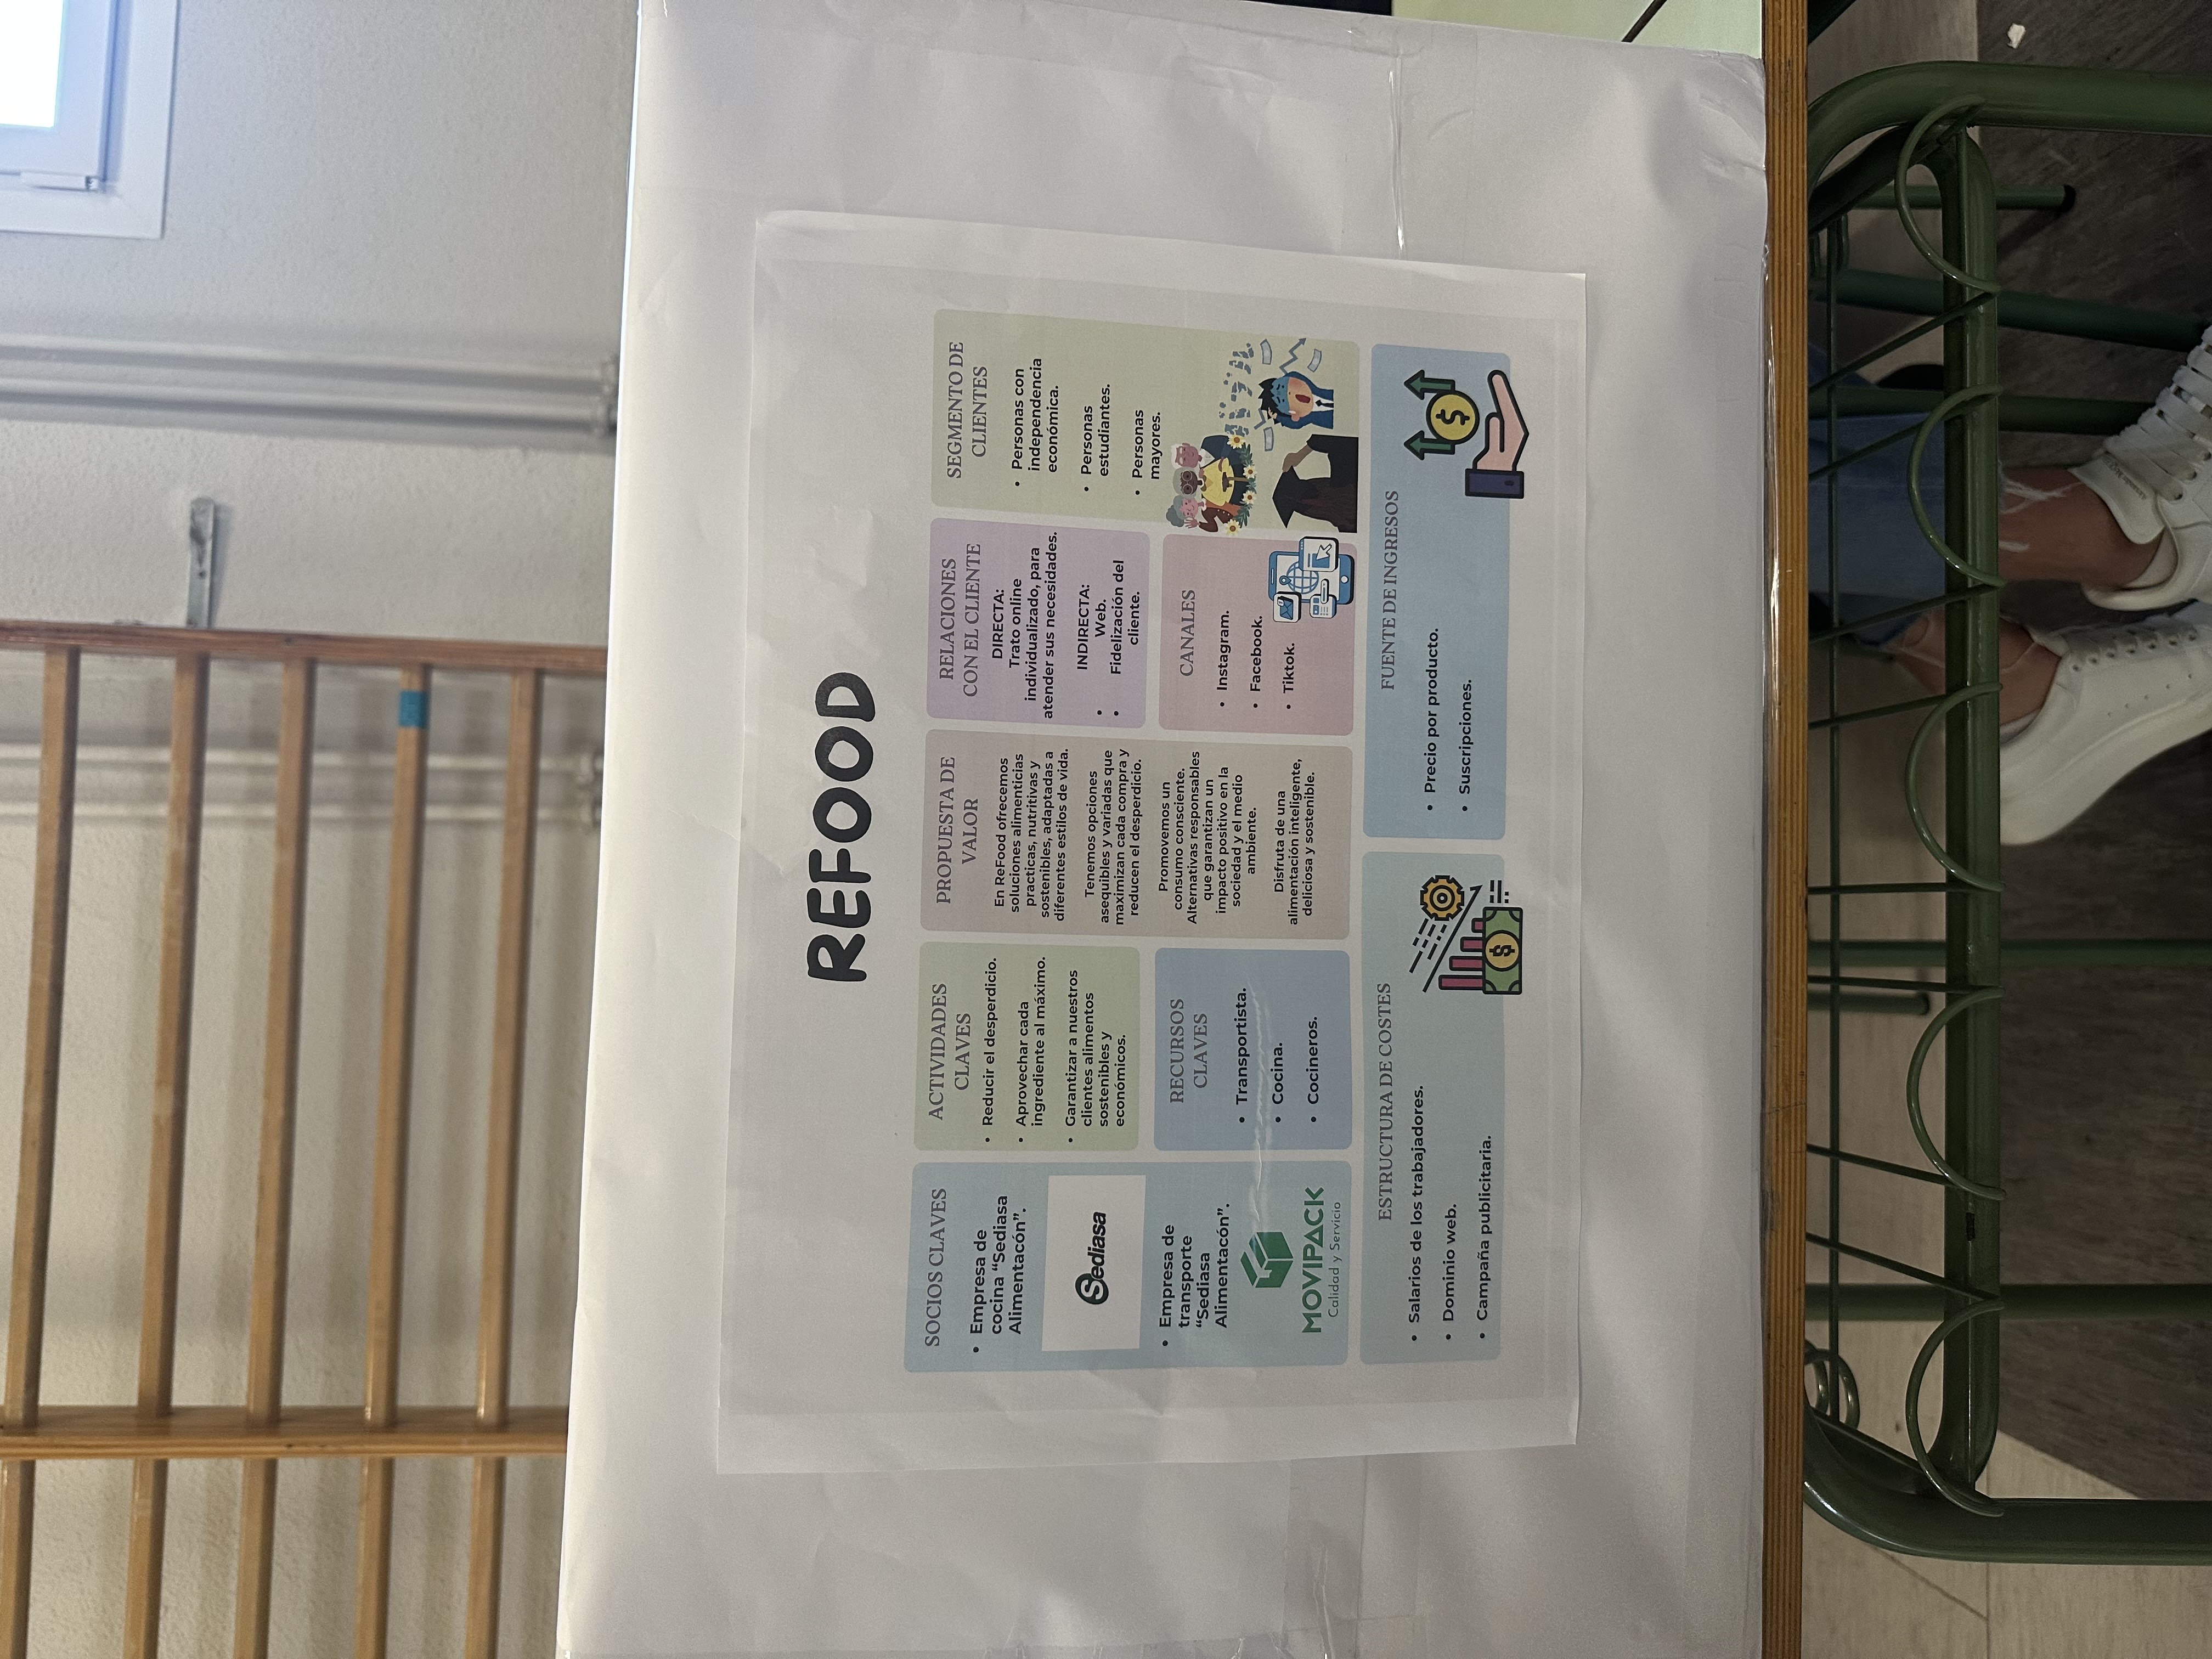 REFOOD
SOCIOS CLAVES
• Empresa de
cocina “Sediasa
Alimentacón”.
Sediasa
• Empresa de
transporte
“Sediasa
Alimentacón”.
MOVIPACK
Calidad y Servicio
ACTIVIDADES
CLAVES
• Reducir el desperdicio.
• Aprovechar cada
ingrediente al máximo.
• Garantizar a nuestros
clientes alimentos
sostenibles y
económicos.
RECURSOS
CLAVES
• Transportista.
• Cocina.
• Cocineros.
PROPUESTA DE
VALOR
En ReFood ofrecemos
soluciones alimenticias
practicas, nutritivas y
sostenibles, adaptadas a
diferentes estilos de vida.
Tenemos opciones
asequibles y variadas que
maximizan cada compra y
reducen el desperdicio.
Promovemos un
consumo consciente.
Alternativas responsables
que garantizan un
impacto positivo en la
sociedad y el medio
ambiente.
Disfruta de una
alimentación inteligente,
deliciosa y sostenible.
RELACIONES
CON EL CLIENTE
DIRECTA:
Trato online
individualizado, para
atender sus necesidades.
INDIRECTA:
• Web.
• Fidelización del
cliente.
CANALES
• Instagram.
• Facebook.
• Tiktok.
SEGMENTO DE
CLIENTES
• Personas con
independencia
económica.
• Personas
estudiantes.
• Personas
mayores.
バブル
ESTRUCTURA DE COSTES
• Salarios de los trabajadores.
• Dominio web.
• Campaña publicitaria.
$
FUENTE DE INGRESOS
• Precio por producto.
• Suscripciones.
$